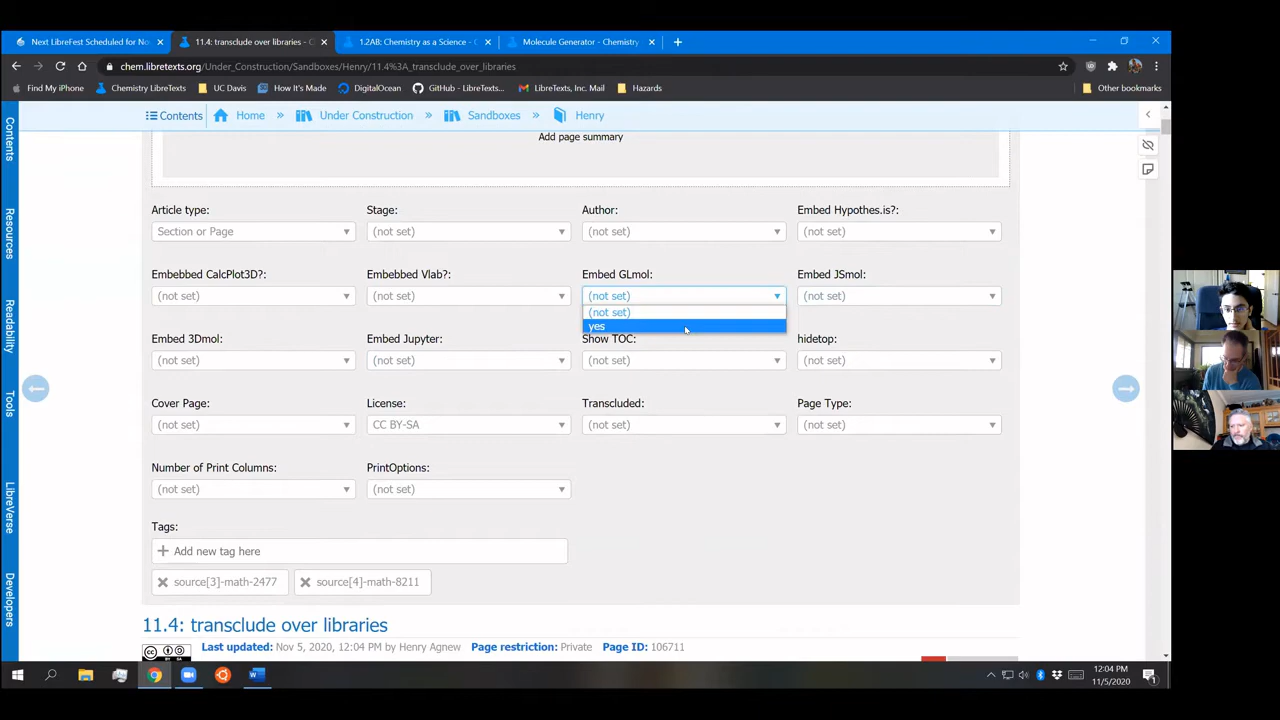 Next LibreFest Scheduled for No
11.4: transclude over libraries -
1.2AB: Chemistry as a Science -
Molecule Generator - Chemistry
chem.libretexts.org/Under_Construction/Sandboxes/Henry/11.4%3A_transclude_over_libraries
Find My iPhone
Chemistry LibreTexts
UC Davis
How It's Made
DigitalOcean
GitHub - LibreTexts...
LibreTexts, Inc. Mail
Hazards
Other bookmarks
Contents
Home » Under Construction » Sandboxes » Henry
Contents
Resources
Readability
Tools
LibreVerse
Developers
Add page summary
Article type: Stage: Author: Embed Hypothes.is?:
Section or Page (not set) (not set) (not set)
Embebbed CalcPlot3D?: Embebbed Vlab?: Embed GLmol: Embed JSmol:
(not set) (not set) (not set) (not set)
(not set)
yes
Embed 3Dmol: Embed Jupyter: Show TOC: hidetop:
(not set) (not set) (not set) (not set)
Cover Page: License: Transcluded: Page Type:
(not set) CC BY-SA (not set) (not set)
Number of Print Columns: PrintOptions:
(not set) (not set)
Tags:
+ Add new tag here
source[3]-math-2477 source[4]-math-8211
11.4: transclude over libraries
Last updated: Nov 5, 2020, 12:04 PM by Henry Agnew Page restriction: Private Page ID: 106711
12:04 PM
11/5/2020